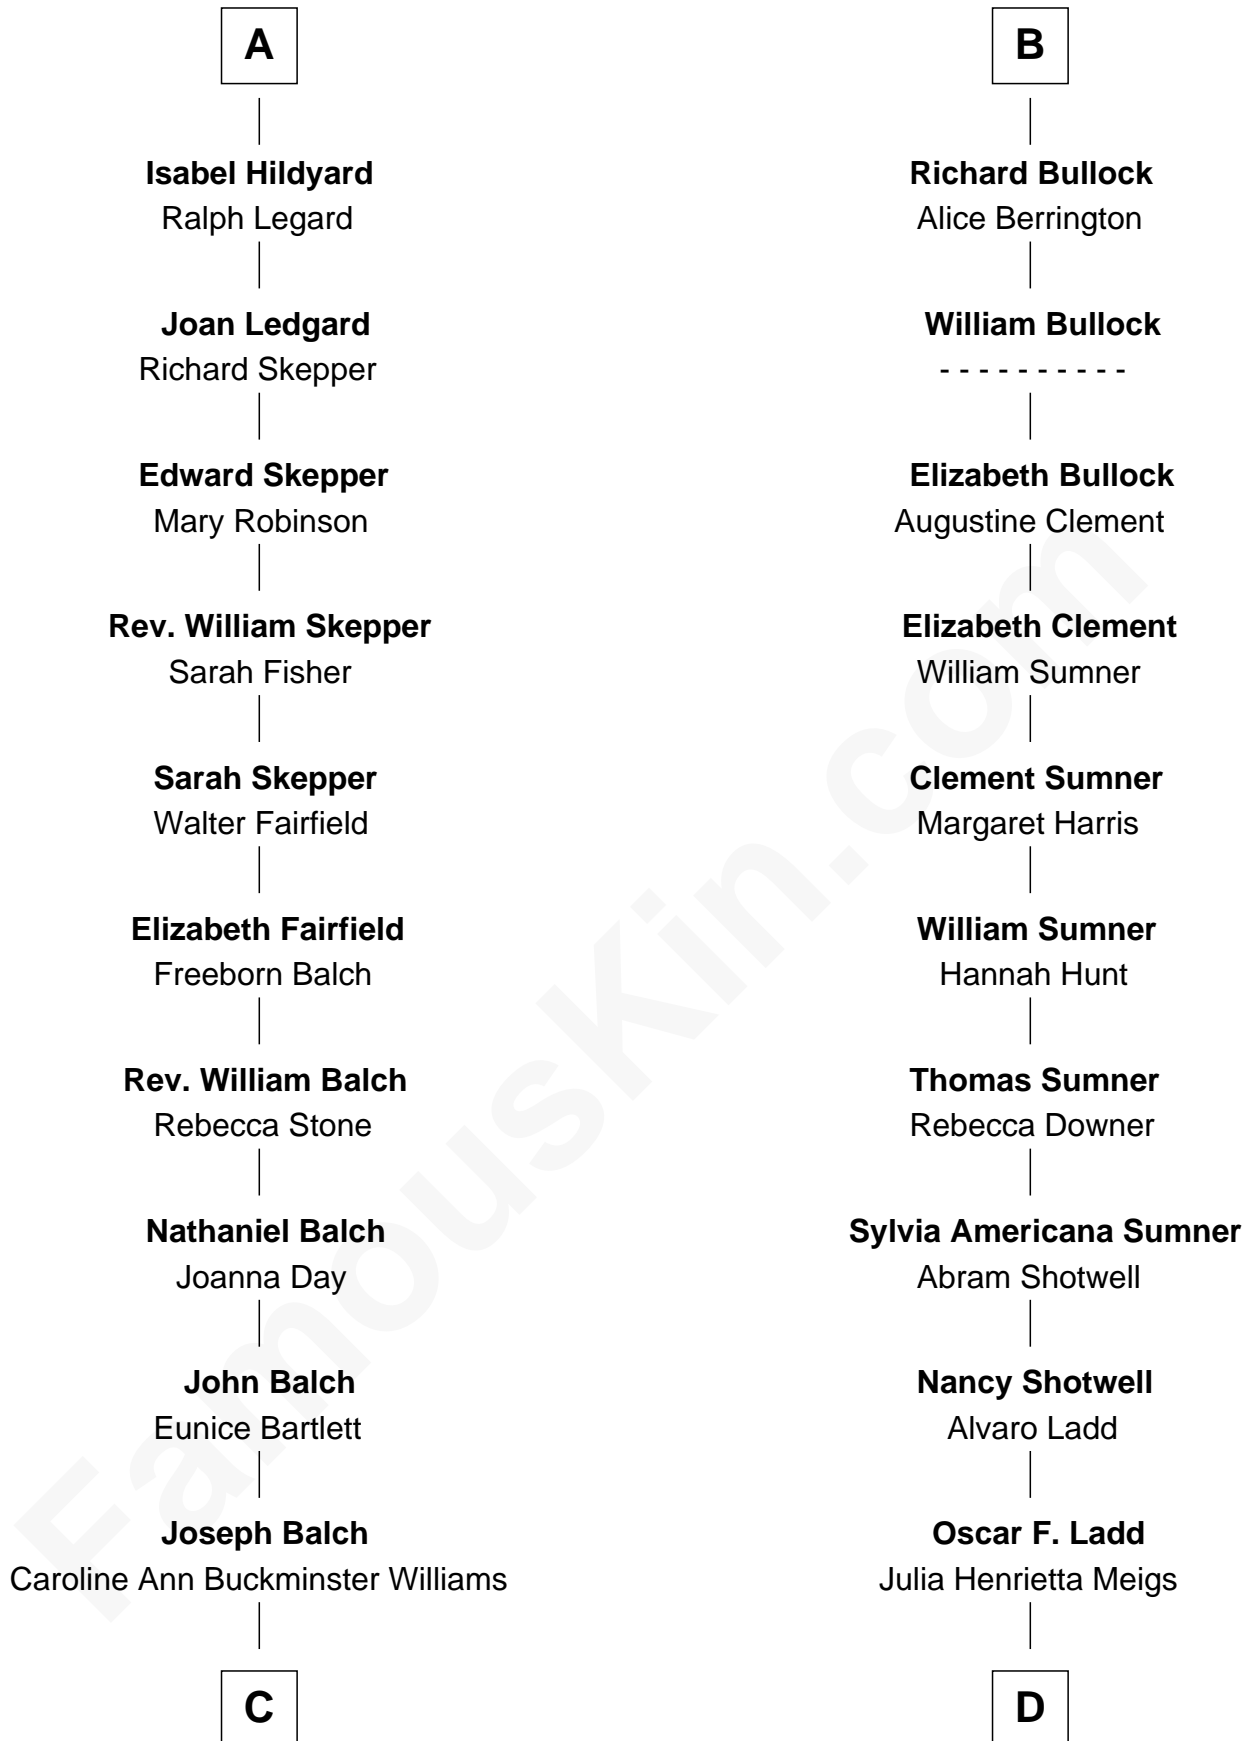 A
Isabel Hildyard
Ralph Legard
Joan Ledgard
Richard Skepper
Edward Skepper
Mary Robinson
Rev. William Skepper
Sarah Fisher
Sarah Skepper
Walter Fairfield
Elizabeth Fairfield
Freeborn Balch
Rev. William Balch
Rebecca Stone
Nathaniel Balch
Joanna Day
John Balch
Eunice Bartlett
Joseph Balch
Caroline Ann Buckminster Williams
C
B
Richard Bullock
Alice Berrington
William Bullock
- - - - - - - - - -
Elizabeth Bullock
Augustine Clement
Elizabeth Clement
William Sumner
Clement Sumner
Margaret Harris
William Sumner
Hannah Hunt
Thomas Sumner
Rebecca Downer
Sylvia Americana Sumner
Abram Shotwell
Nancy Shotwell
Alvaro Ladd
Oscar F. Ladd
Julia Henrietta Meigs
D
FamousKin.com